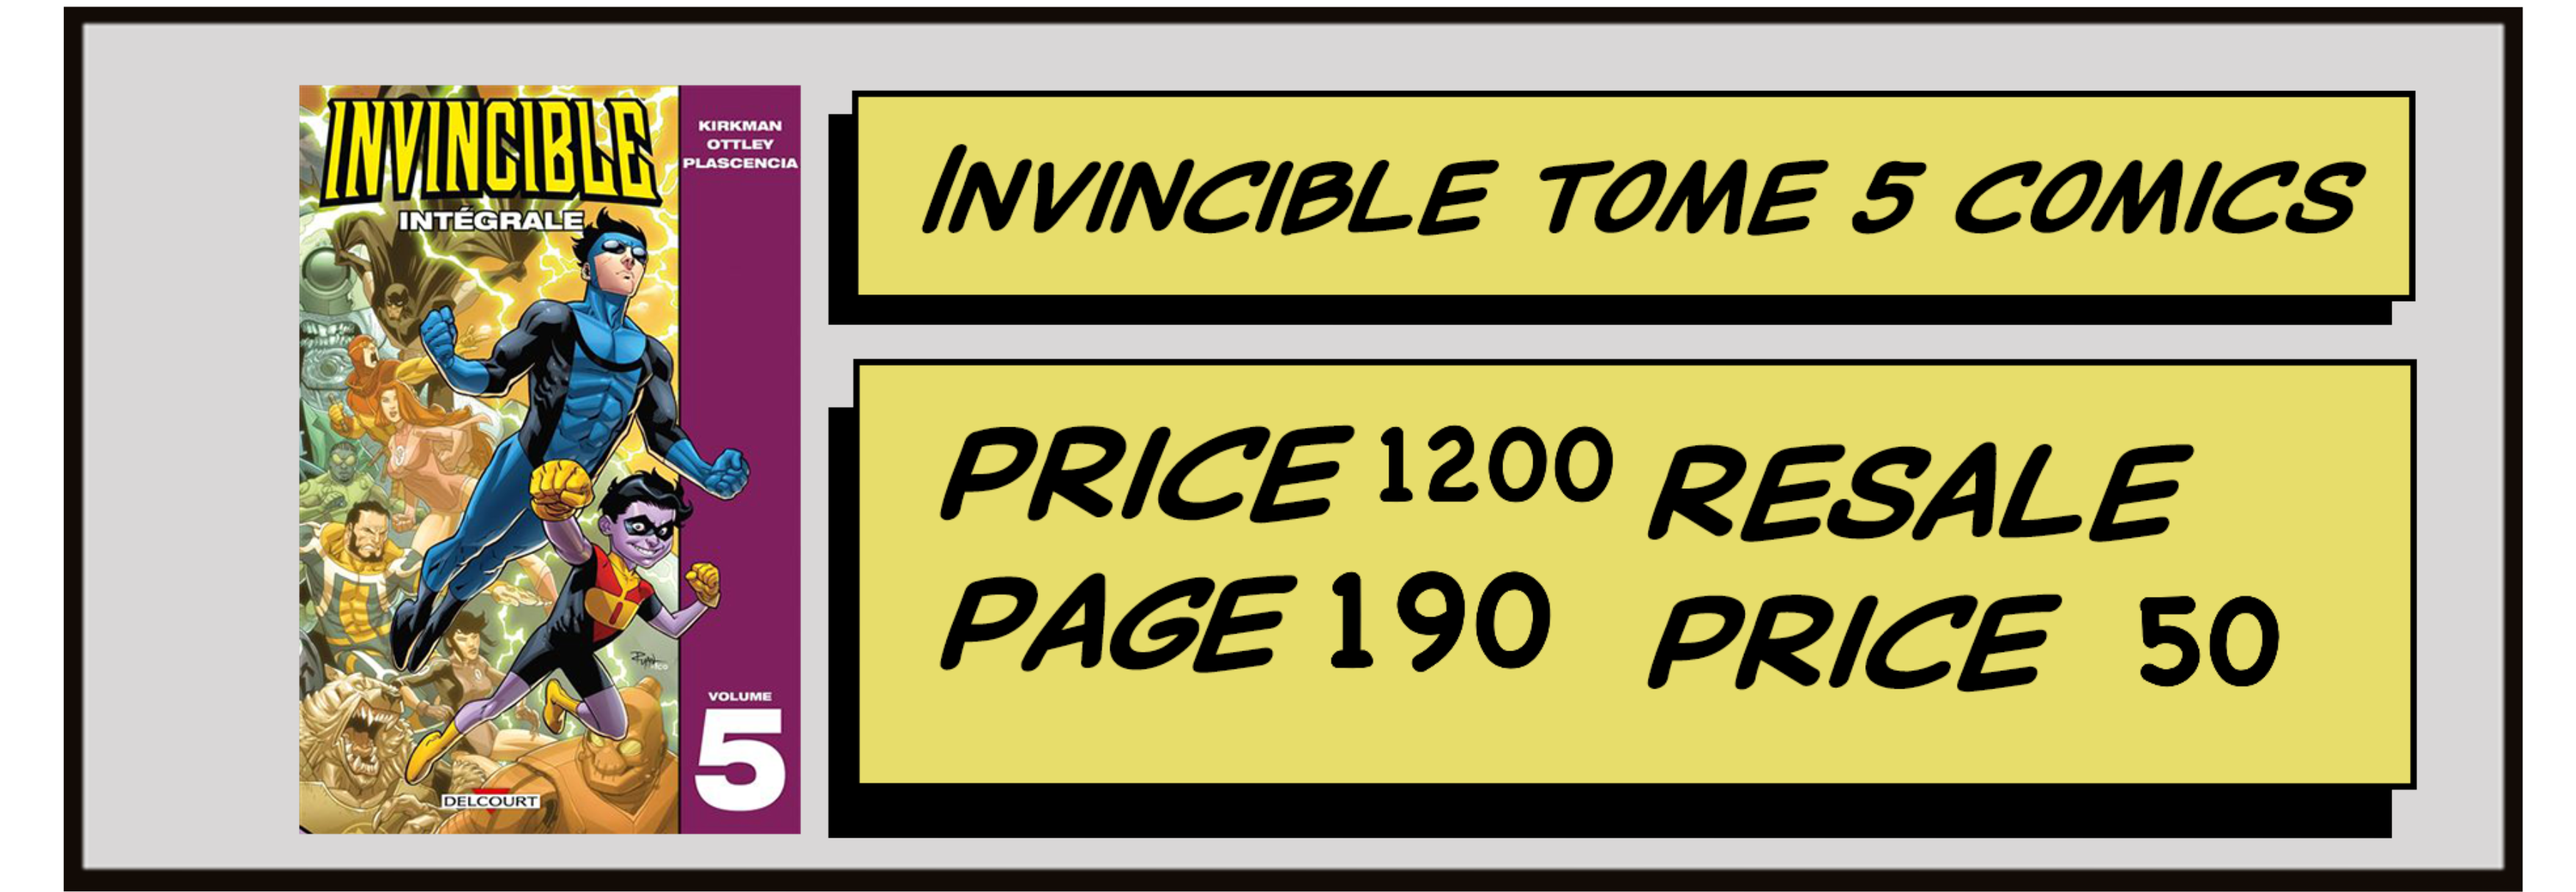 INVINCIBLE
INTÉGRALE
KIRKMAN
OTTLEY
PLASCENCIA
VOLUME
5
DELCOURT
INVINCIBLE TOME 5 COMICS
PRICE 1200
PAGE 190
RESALE
PRICE 50